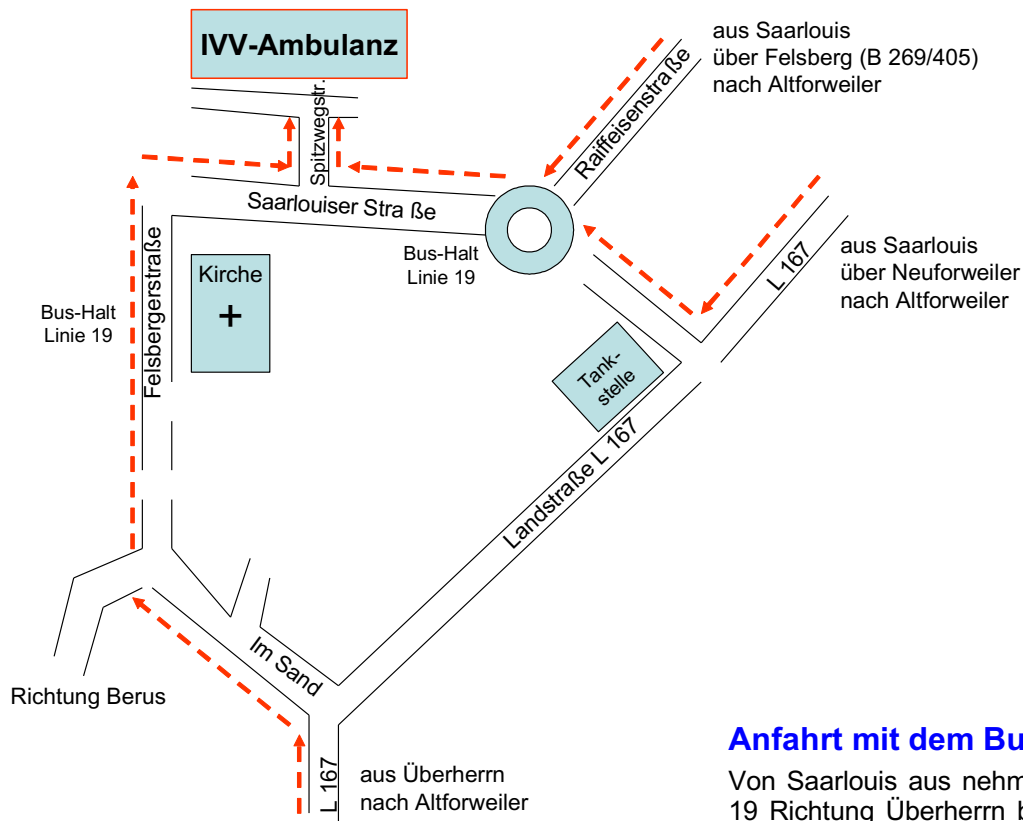 IVV-Ambulanz
aus Saarlouis
über Felsberg (B 269/405)
nach Altforweiler
Raiffeisenstraße
Spitzwegstr.
Saarlouiser Stra ße
Bus-Halt
Linie 19
L 167
aus Saarlouis
über Neuforweiler
nach Altforweiler
Kirche
+
Bus-Halt
Linie 19
Felsbergerstraße
Tank-
stelle
Landstraße L 167
Im Sand
Richtung Berus
L 167
aus Überherrn
nach Altforweiler
Anfahrt mit dem Bu
Von Saarlouis aus nehm
19 Richtung Überherrn b